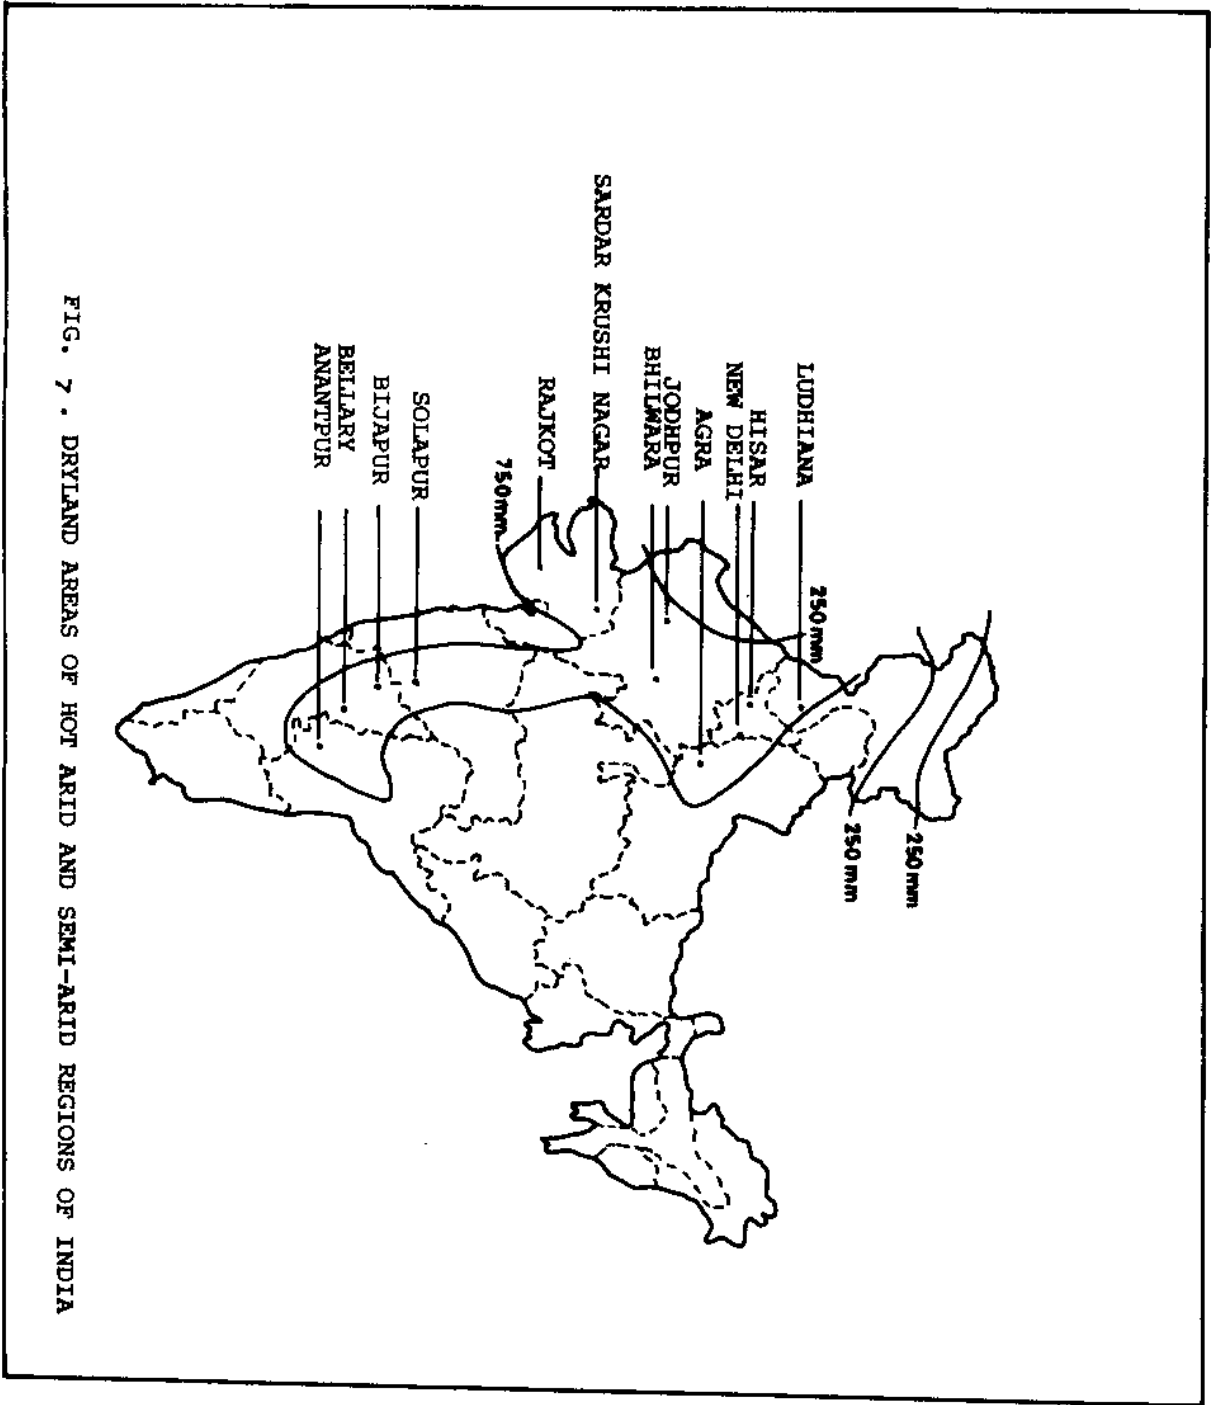 250 mm
250 mm
250 mm
LUDHIANA
HISAR
NEW DELHI
AGRA
JODHPUR
BHILWARA
SARDAR KRUSHI NAGAR
RAJKOT
750 mm
SOLAPUR
BIJAPUR
BELLARY
ANANTPUR
FIG. 7 . DRYLAND AREAS OF HOT ARID AND SEMI-ARID REGIONS OF INDIA